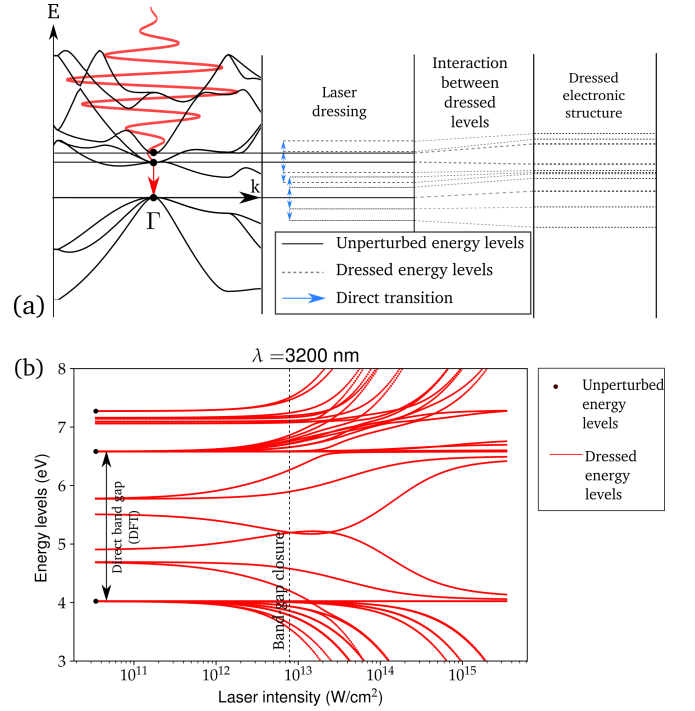 (a)
E
k
Γ
Laser
dressing
Interaction
between
dressed
levels
Dressed
electronic
structure
Unperturbed energy levels
Dressed energy levels
Direct transition
(b)
λ =3200 nm
Energy levels (eV)
8
7
6
5
4
3
Direct band gap
(DFT)
Band gap closure
10¹¹
10¹²
10¹³
10¹⁴
10¹⁵
Laser intensity (W/cm²)
Unperturbed
energy
levels
Dressed
energy
levels